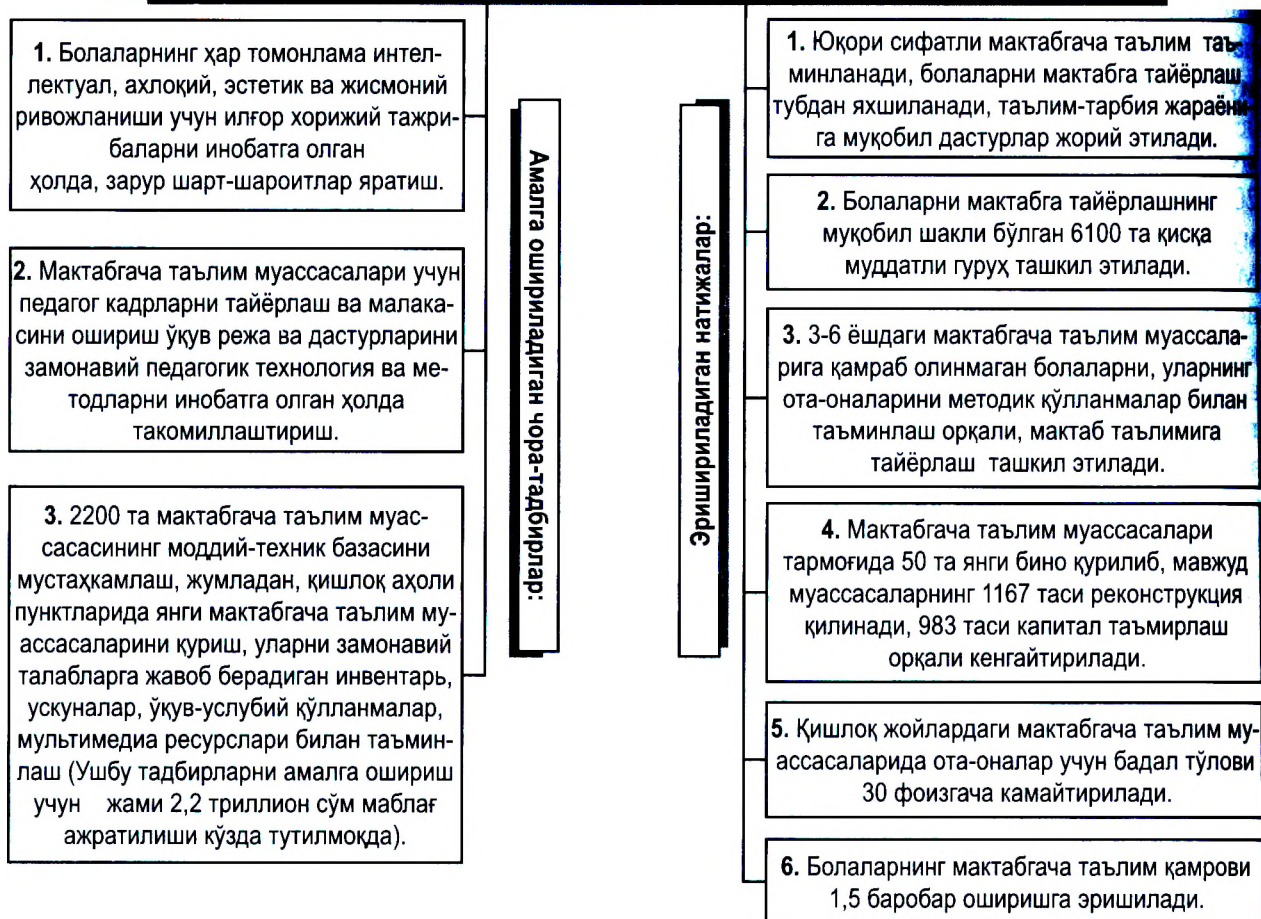 1. Болаларнинг ҳар томонлама интел-
лектуал, ахлоқий, эстетик ва жисмоний
ривожланиши учун илғор хорижий тажри-
баларни инобатга олган
ҳолда, зарур шарт-шароитлар яратиш.
2. Мактабгача таълим муассасалари учун
педагог кадрларни тайёрлаш ва малака-
сини ошириш ўқув режа ва дастурларини
замонавий педагогик технология ва ме-
тодларни инобатга олган ҳолда
такомиллаштириш.
3. 2200 та мактабгача таълим муас-
сасасининг моддий-техник базасини
мустаҳкамлаш, жумладан, қишлоқ аҳоли
пунктларида янги мактабгача таълим му-
ассасаларини қуриш, уларни замонавий
талабларга жавоб берадиган инвентарь,
ускуналар, ўқув-услубий қўлланмалар,
мультимедиа ресурслари билан таъмин-
лаш (Ушбу тадбирларни амалга ошириш
учун жами 2,2 триллион сўм маблағ
ажратилиши кўзда тутилмоқда).
Амалга ошириладиган чора-тадбирлар:
Эришириладиган натижалар:
1. Юқори сифатли мактабгача таълим таъ-
минланади, болаларни мактабга тайёрлаш
тубдан яхшиланади, таълим-тарбия жараёни
га муқобил дастурлар жорий этилади.
2. Болаларни мактабга тайёрлашнинг
муқобил шакли бўлган 6100 та қисқа
муддатли гуруҳ ташкил этилади.
3. 3-6 ёшдаги мактабгача таълим муассала-
рига қамраб олинмаган болаларни, уларнинг
ота-оналарини методик қўлланмалар билан
таъминлаш орқали, мактаб таълимига
тайёрлаш ташкил этилади.
4. Мактабгача таълим муассасалари
тармоғида 50 та янги бино қурилиб, мавжуд
муассасаларнинг 1167 таси реконструкция
қилинади, 983 таси капитал таъмирлаш
орқали кенгайтирилади.
5. Қишлоқ жойлардаги мактабгача таълим му-
ассасаларида ота-оналар учун бадал тўлови
30 фоизгача камайтирилади.
6. Болаларнинг мактабгача таълим қамрови
1,5 баробар оширишга эришилади.